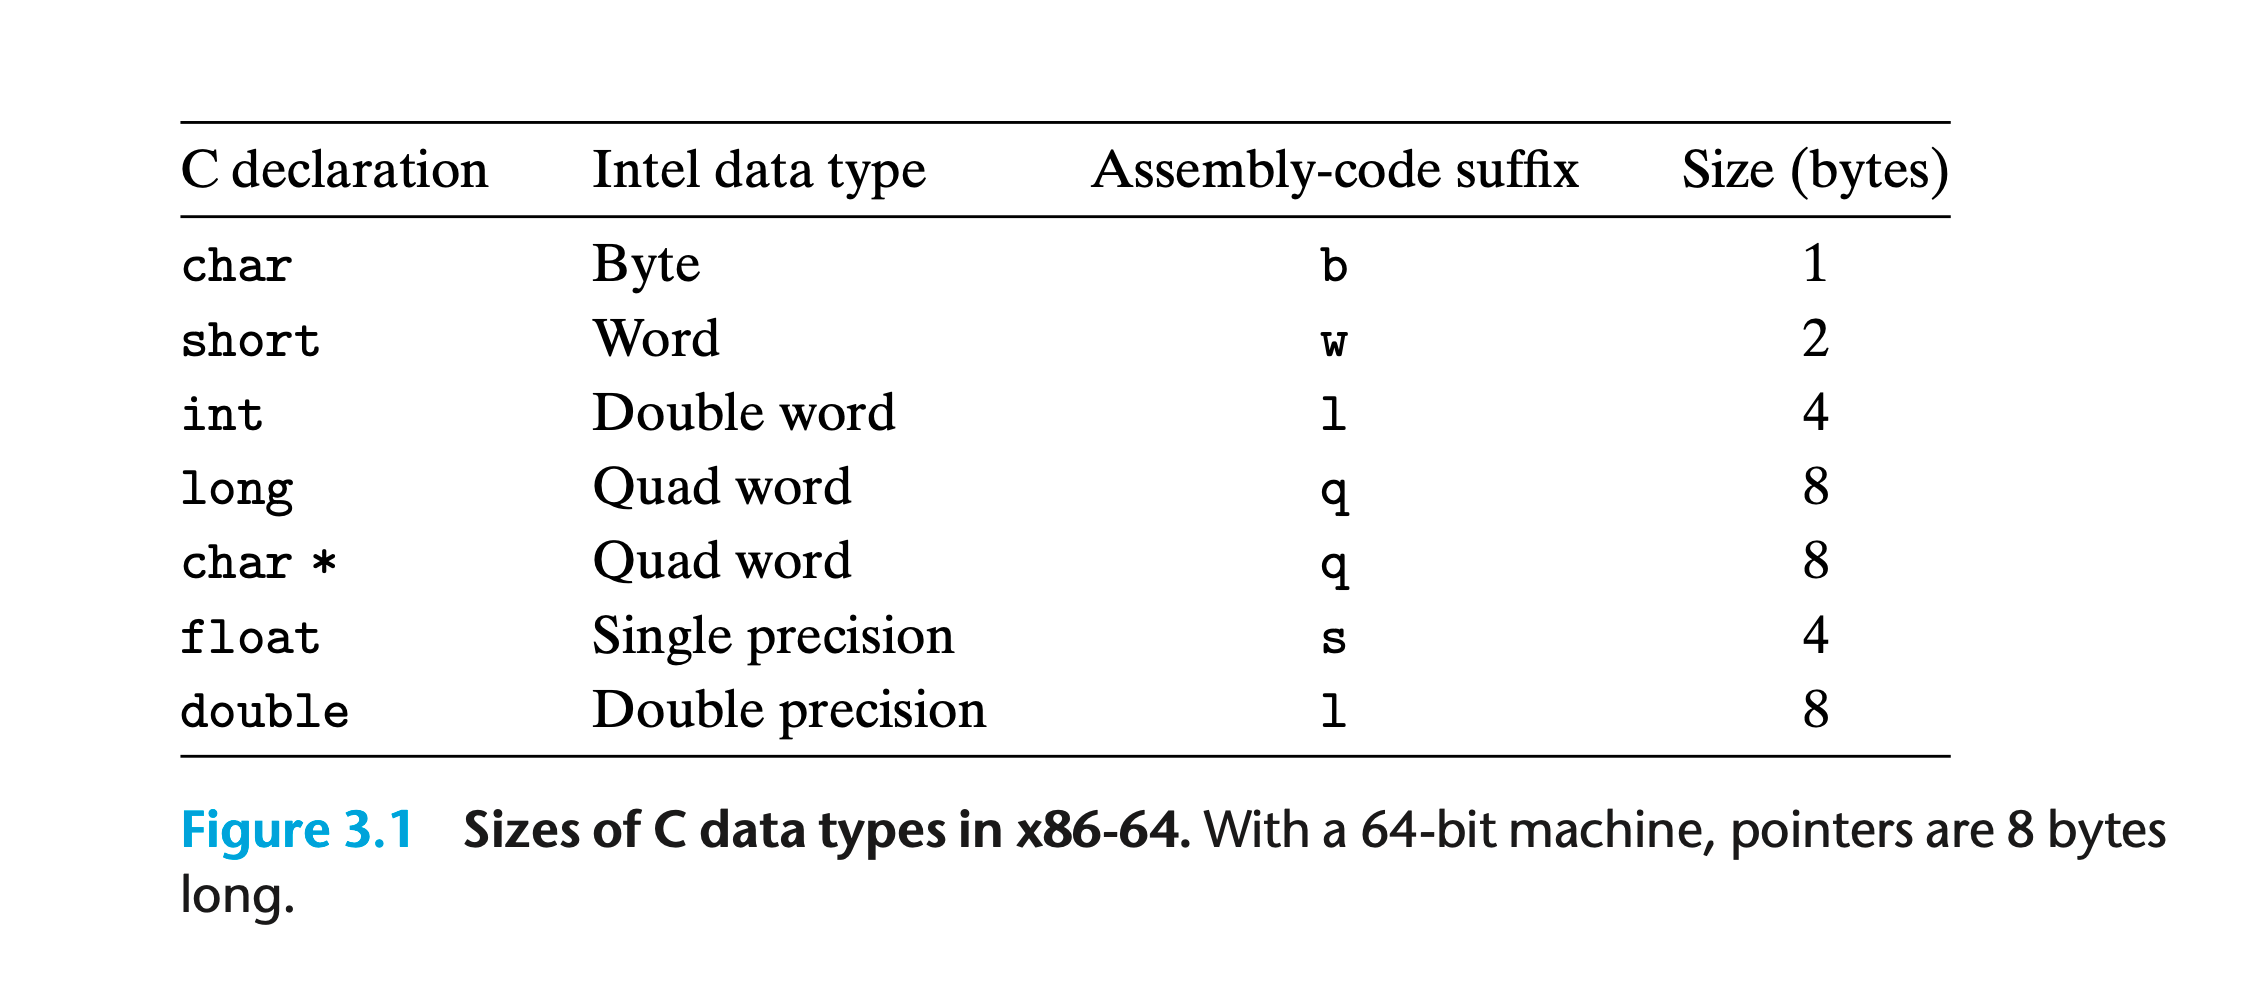 C declaration Intel data type Assembly-code suffix Size (bytes)
char Byte b 1
short Word w 2
int Double word l 4
long Quad word q 8
char * Quad word q 8
float Single precision s 4
double Double precision l 8
Figure 3.1 Sizes of C data types in x86-64. With a 64-bit machine, pointers are 8 bytes
long.